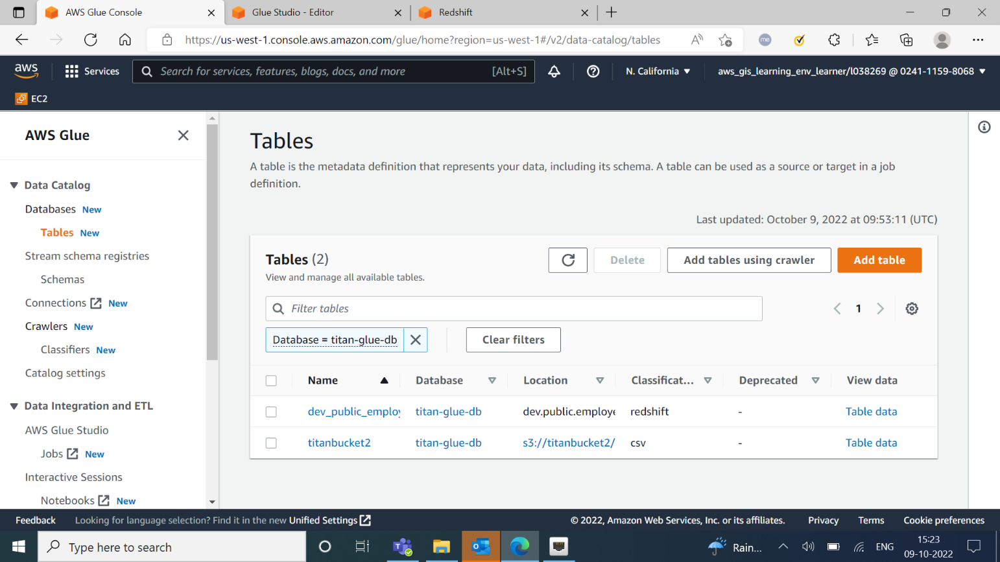 AWS Glue Console
Glue Studio - Editor
Redshift
https://us-west-1.console.aws.amazon.com/glue/home?region=us-west-1#/v2/data-catalog/tables
me
aws
Services
Search for services, features, blogs, docs, and more
[Alt+S]
N. California
aws_gis_learning_env_learner/l038269 @ 0241-1159-8068
EC2
AWS Glue
Data Catalog
Databases New
Tables New
Stream schema registries
Schemas
Connections New
Crawlers New
Classifiers New
Catalog settings
Data Integration and ETL
AWS Glue Studio
Jobs New
Interactive Sessions
Notebooks New
Tables
A table is the metadata definition that represents your data, including its schema. A table can be used as a source or target in a job
definition.
Last updated: October 9, 2022 at 09:53:11 (UTC)
Tables (2)
View and manage all available tables.
Delete
Add tables using crawler
Add table
Filter tables
1
Database = titan-glue-db
Clear filters
Name Database Location Classificat... Deprecated View data
dev_public_employ titan-glue-db dev.public.employe redshift - Table data
titanbucket2 titan-glue-db s3://titanbucket2/ csv - Table data
Feedback
Looking for language selection? Find it in the new Unified Settings
© 2022, Amazon Web Services, Inc. or its affiliates.
Privacy
Terms
Cookie preferences
Type here to search
Rain...
ENG
15:23
09-10-2022